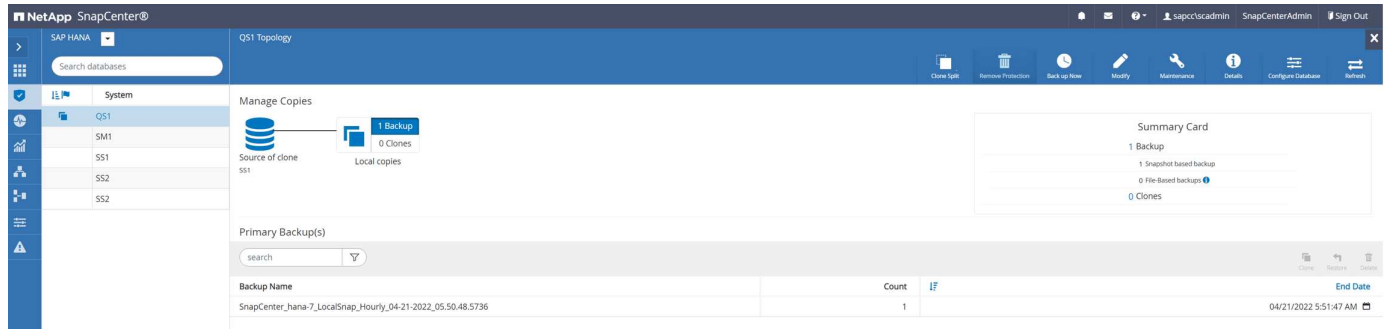 NetApp SnapCenter®
sapcc\scadmin SnapCenterAdmin Sign Out
SAP HANA
QS1 Topology
Search databases
Clone Split Remove Protection Back up Now Modify Maintenance Details Configure Database Refresh
System
QS1
SM1
SS1
SS2
SS2
Manage Copies
1 Backup
0 Clones
Source of clone
SS1
Local copies
Summary Card
1 Backup
1 Snapshot based backup
0 File-Based backups
0 Clones
Primary Backup(s)
search
Clone Restore Delete
Backup Name Count End Date
SnapCenter_hana-7_LocalSnap_Hourly_04-21-2022_05.50.48.5736 1 04/21/2022 5:51:47 AM